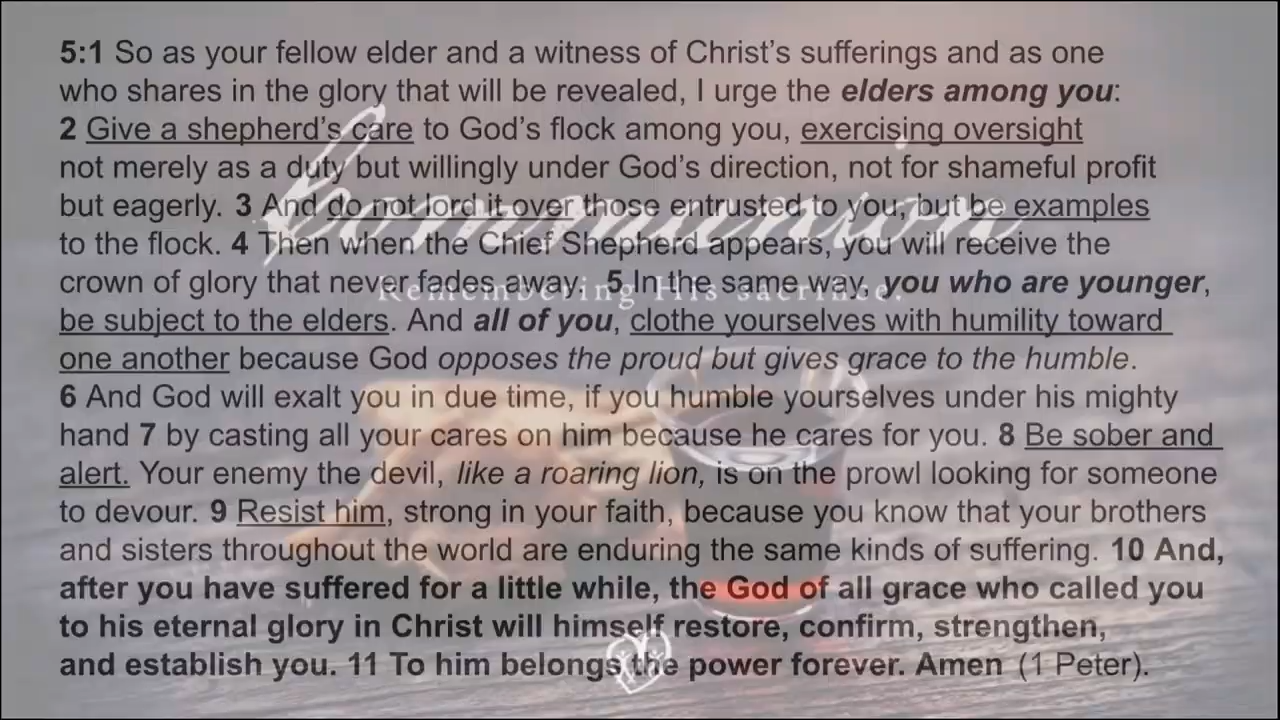 5:1 So as your fellow elder and a witness of Christ's sufferings and as one
who shares in the glory that will be revealed, I urge the elders among you:
2 Give a shepherd's care to God's flock among you, exercising oversight
not merely as a duty but willingly under God's direction, not for shameful profit
but eagerly. 3 And do not lord it over those entrusted to you, but be examples
communion
to the flock. 4 Then when the Chief Shepherd appears, you will receive the
crown of glory that never fades away. 5 In the same way, you who are younger,
Remembering His sacrifice.
be subject to the elders. And all of you, clothe yourselves with humility toward
one another because God opposes the proud but gives grace to the humble.
6 And God will exalt you in due time, if you humble yourselves under his mighty
hand 7 by casting all your cares on him because he cares for you. 8 Be sober and
alert. Your enemy the devil, like a roaring lion, is on the prowl looking for someone
to devour. 9 Resist him, strong in your faith, because you know that your brothers
and sisters throughout the world are enduring the same kinds of suffering. 10 And,
after you have suffered for a little while, the God of all grace who called you
to his eternal glory in Christ will himself restore, confirm, strengthen,
and establish you. 11 To him belongs the power forever. Amen (1 Peter).